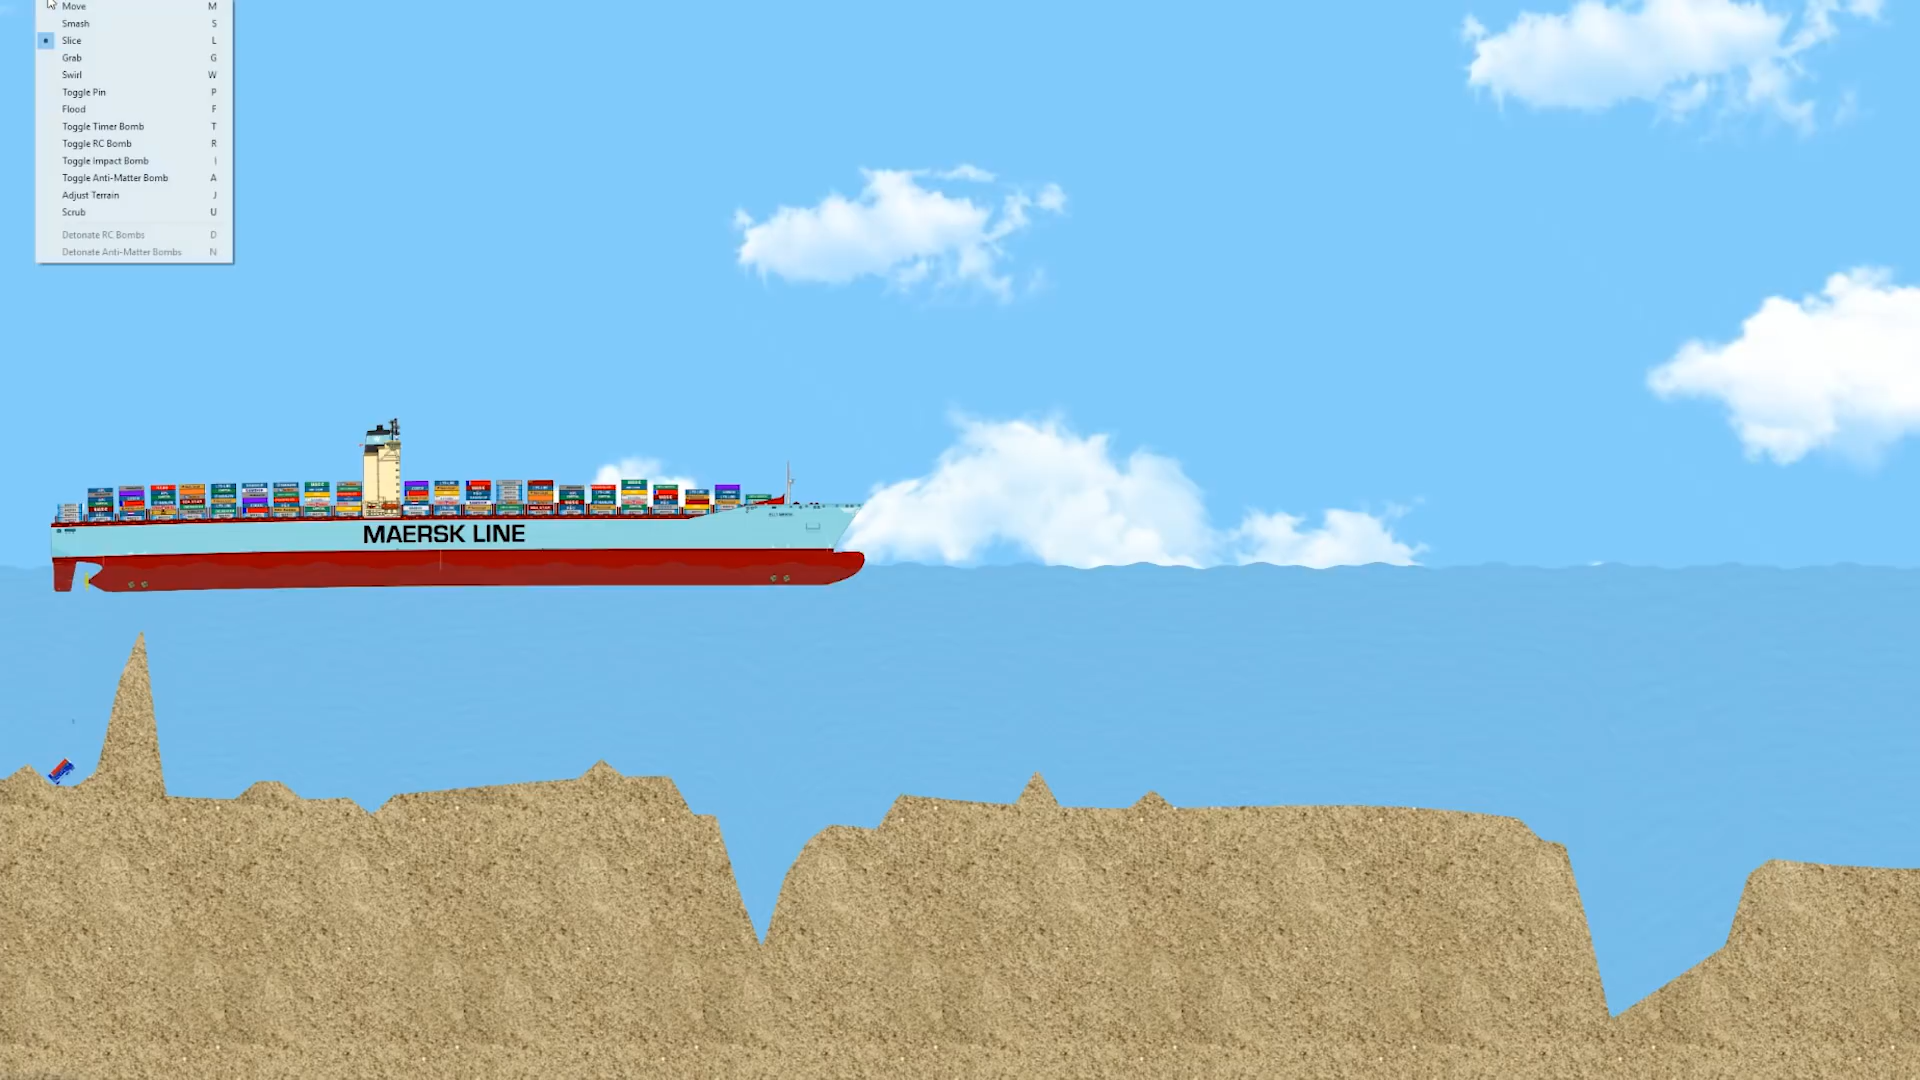 Move M
Smash S
Slice L
Grab G
Swirl W
Toggle Pin P
Flood F
Toggle Timer Bomb T
Toggle RC Bomb R
Toggle Impact Bomb I
Toggle Anti-Matter Bomb A
Adjust Terrain J
Scrub U
Detonate RC Bombs D
Detonate Anti-Matter Bombs N
MAERSK LINE